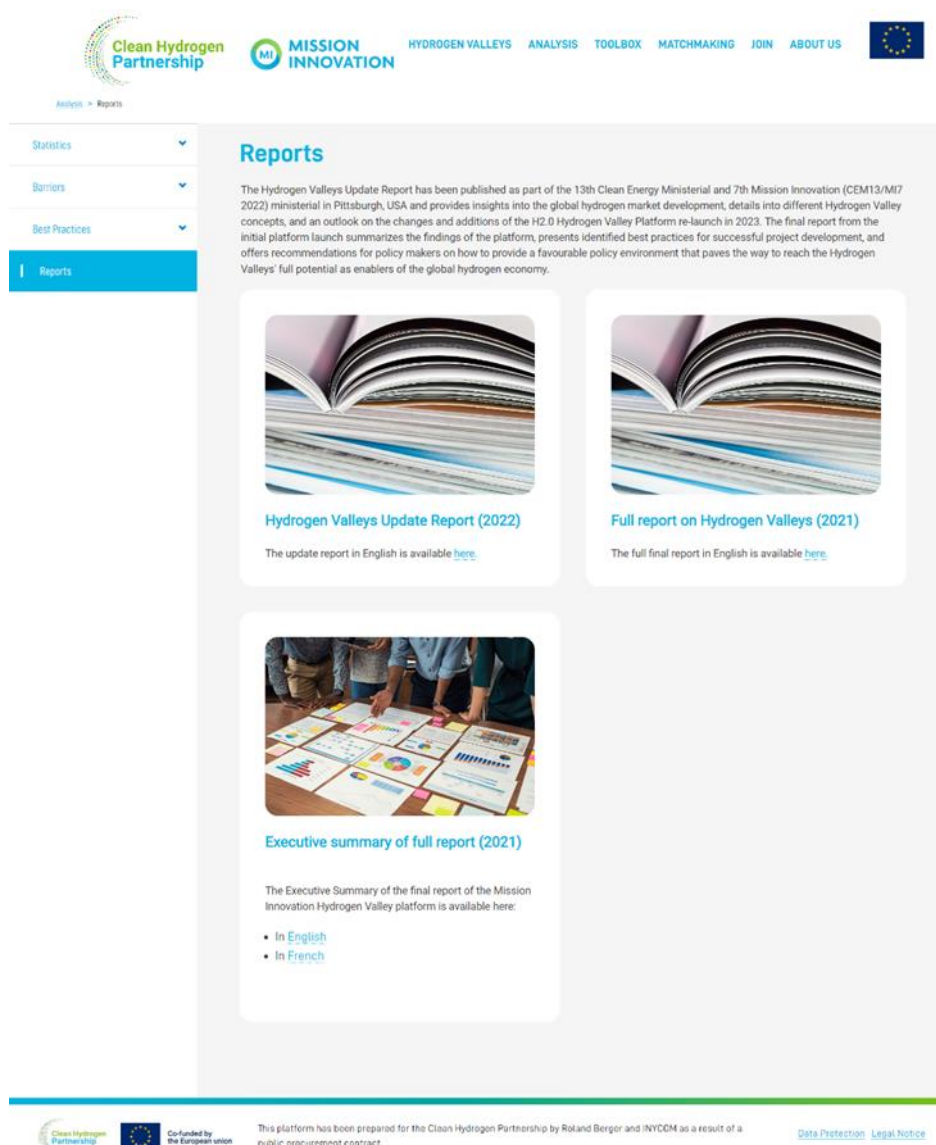 Clean Hydrogen
Partnership
MI
MISSION
INNOVATION
HYDROGEN VALLEYS ANALYSIS TOOLBOX MATCHMAKING JOIN ABOUT US
Analysis > Reports
Statistics
Barriers
Best Practices
Reports
Reports
The Hydrogen Valleys Update Report has been published as part of the 13th Clean Energy Ministerial and 7th Mission Innovation (CEM13/MI7
2022) ministerial in Pittsburgh, USA and provides insights into the global hydrogen market development, details into different Hydrogen Valley
concepts, and an outlook on the changes and additions of the H2.0 Hydrogen Valley Platform re-launch in 2023. The final report from the
initial platform launch summarizes the findings of the platform, presents identified best practices for successful project development, and
offers recommendations for policy makers on how to provide a favourable policy environment that paves the way to reach the Hydrogen
Valleys' full potential as enablers of the global hydrogen economy.
Hydrogen Valleys Update Report (2022)
The update report in English is available here.
Full report on Hydrogen Valleys (2021)
The full final report in English is available here.
Executive summary of full report (2021)
The Executive Summary of the final report of the Mission
Innovation Hydrogen Valley platform is available here:
• In English
• In French
Clean Hydrogen
Partnership
Co-funded by
the European union
This platform has been prepared for the Clean Hydrogen Partnership by Roland Berger and INYCOM as a result of a
public procurement contract
Data Protection Legal Notice